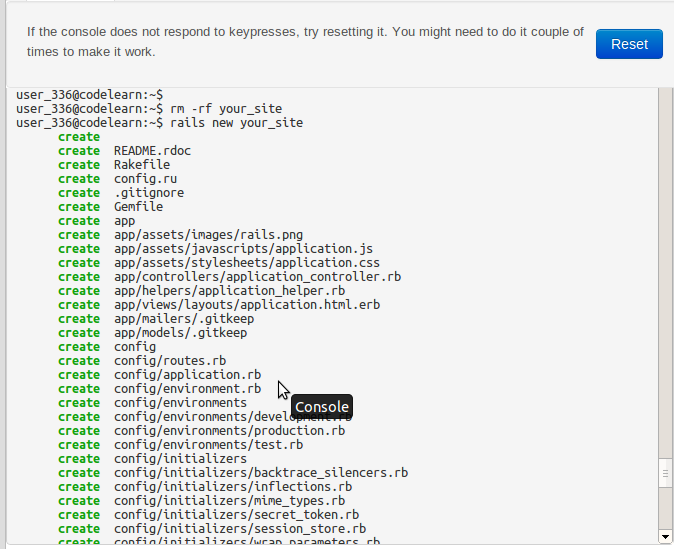 If the console does not respond to keypresses, try resetting it. You might need to do it couple of
times to make it work.
Reset
user_336@codelearn:~$
user_336@codelearn:~$ rm -rf your_site
user_336@codelearn:~$ rails new your_site
create
create README.rdoc
create Rakefile
create config.ru
create .gitignore
create Gemfile
create app
create app/assets/images/rails.png
create app/assets/javascripts/application.js
create app/assets/stylesheets/application.css
create app/controllers/application_controller.rb
create app/helpers/application_helper.rb
create app/views/layouts/application.html.erb
create app/mailers/.gitkeep
create app/models/.gitkeep
create config
create config/routes.rb
create config/application.rb
create config/environment.rb
create config/environments
Console
create config/environments/development.rb
create config/environments/production.rb
create config/environments/test.rb
create config/initializers
create config/initializers/backtrace_silencers.rb
create config/initializers/inflections.rb
create config/initializers/mime_types.rb
create config/initializers/secret_token.rb
create config/initializers/session_store.rb
create config/initializers/wrap_parameters.rb